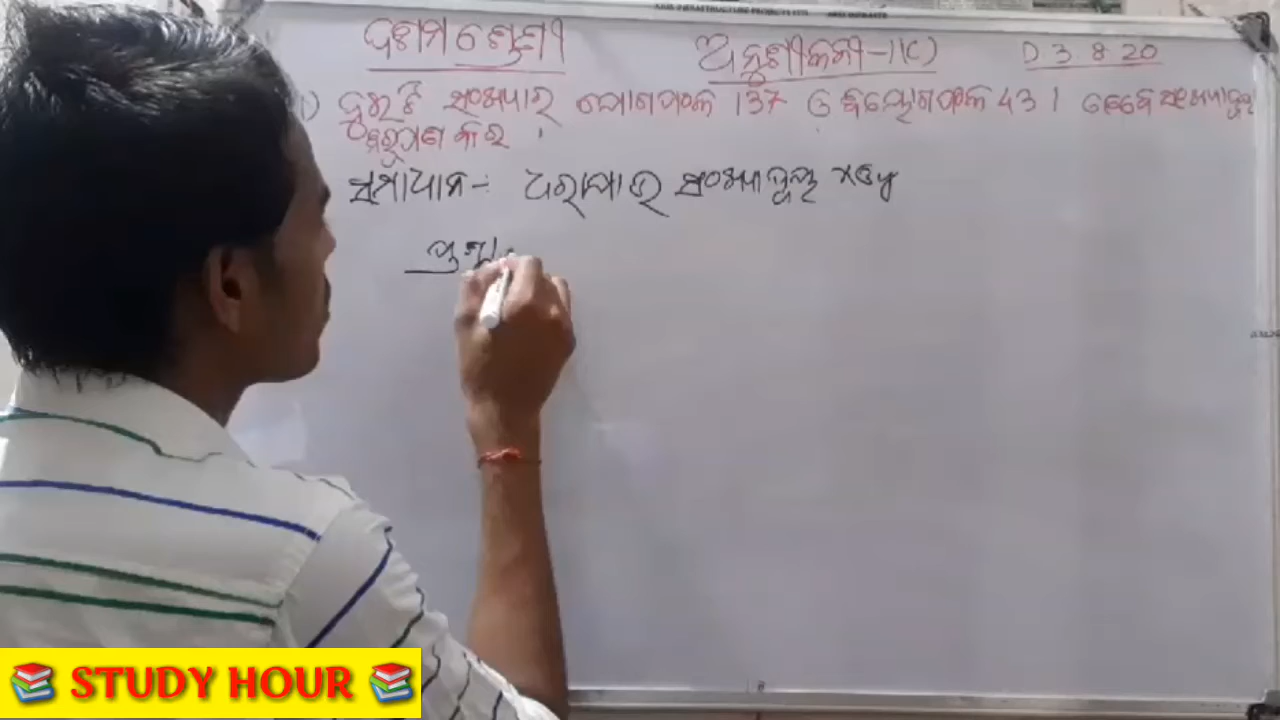 ଦଶମ ଶ୍ରେଣୀ ଅନୁଶୀଳନୀ-1(C) D 3 8 20
1) ଦୁଇଟି ସଂଖ୍ୟାର ଯୋଗଫଳ 137 ଓ ବିୟୋଗଫଳ 43 । ତେବେ ସଂଖ୍ୟାଦ୍ୱୟ
ନିରୂପଣ କର
ସମାଧାନ:- ଧରାଯାଉ ସଂଖ୍ୟାଦ୍ୱୟ x ଓ y
STUDY HOUR